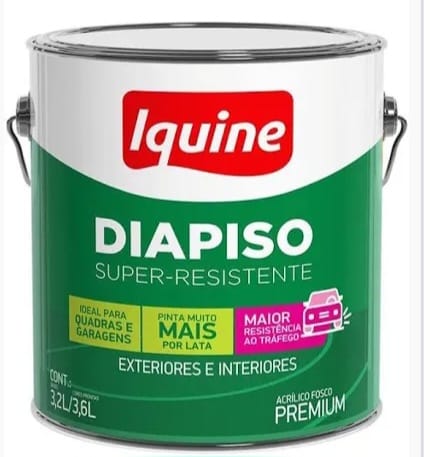 Iquine
DIAPISO
SUPER-RESISTENTE
IDEAL PARA
QUADRAS E
GARAGENS
PINTA MUITO
MAIS
POR LATA
MAIOR
RESISTÊNCIA
AO TRÁFEGO
EXTERIORES E INTERIORES
CONT
3,2L/3,6L
ACRÍLICO FOSCO
PREMIUM